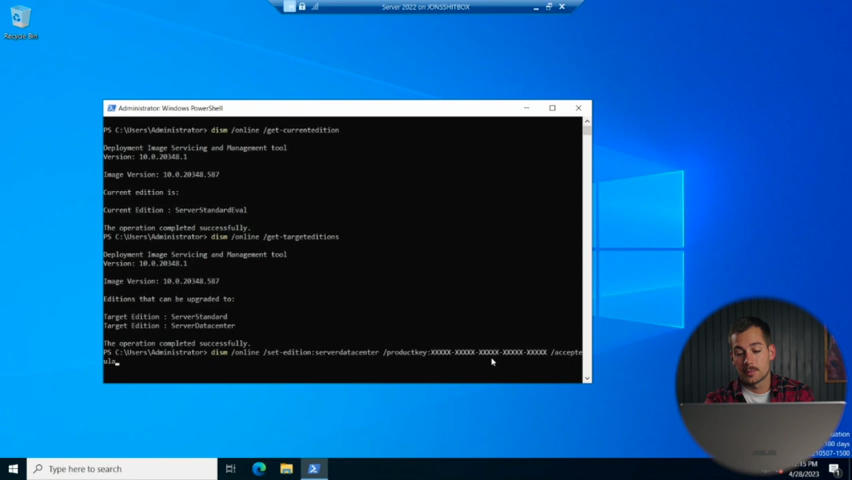 Server 2022 on JONSSHITBOX
Recycle Bin
Administrator: Windows PowerShell
PS C:\Users\Administrator> dism /online /get-currentedition
Deployment Image Servicing and Management tool
Version: 10.0.20348.1
Image Version: 10.0.20348.587
Current edition is:
Current Edition : ServerStandardEval
The operation completed successfully.
PS C:\Users\Administrator> dism /online /get-targeteditions
Deployment Image Servicing and Management tool
Version: 10.0.20348.1
Image Version: 10.0.20348.587
Editions that can be upgraded to:
Target Edition : ServerStandard
Target Edition : ServerDatacenter
The operation completed successfully.
PS C:\Users\Administrator> dism /online /set-edition:serverdatacenter /productkey:XXXXX-XXXXX-XXXXX-XXXXX-XXXXX /accepte
ula
days
10507-1500
Type here to search
:15 PM
4/28/2023